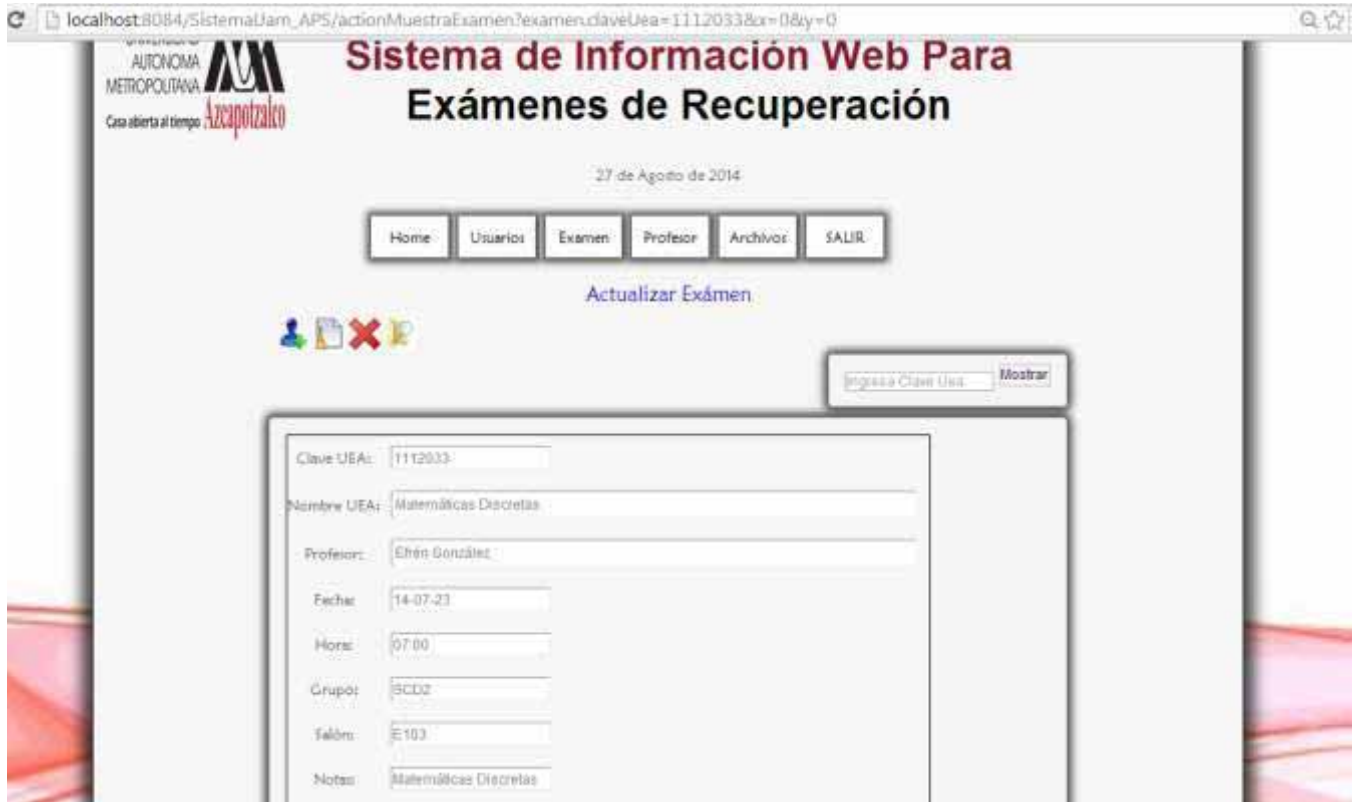 localhost:8084/SistemaUam_APS/actionMuestraExamen?examen.claveUea=1112033&x=0&y=0
AUTONOMA
METROPOLITANA
Casa abierta al tiempo Azcapotzalco
Sistema de Información Web Para
Exámenes de Recuperación
27 de Agosto de 2014
Home Usuarios Examen Profesor Archivos SALIR
Actualizar Exámen
Ingresa Clave Uea Mostrar
Clave UEA: 1112033
Nombre UEA: Matemáticas Discretas
Profesor: Efrén González
Fecha: 14-07-23
Hora: 07:00
Grupo: SCD2
Salón: E103
Notas: Matemáticas Discretas